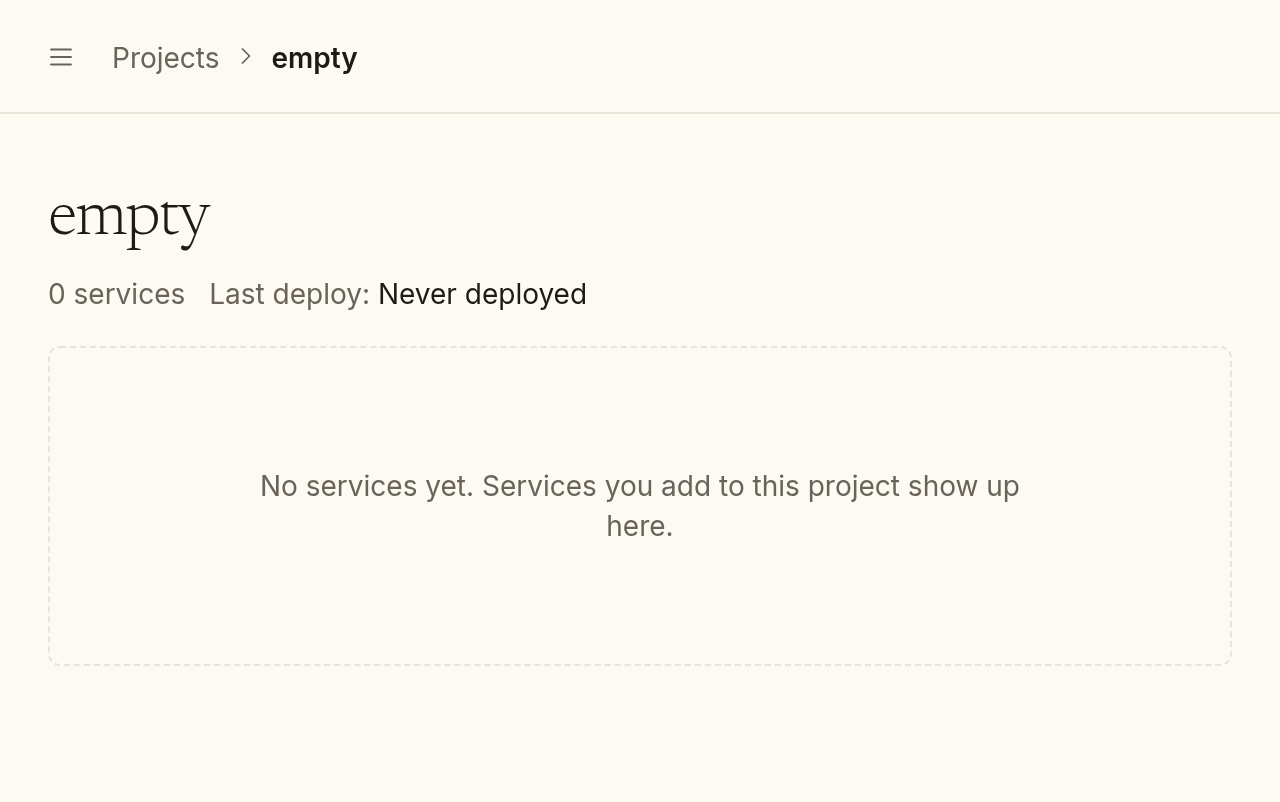 Projects > empty
empty
0 services Last deploy: Never deployed
No services yet. Services you add to this project show up
here.